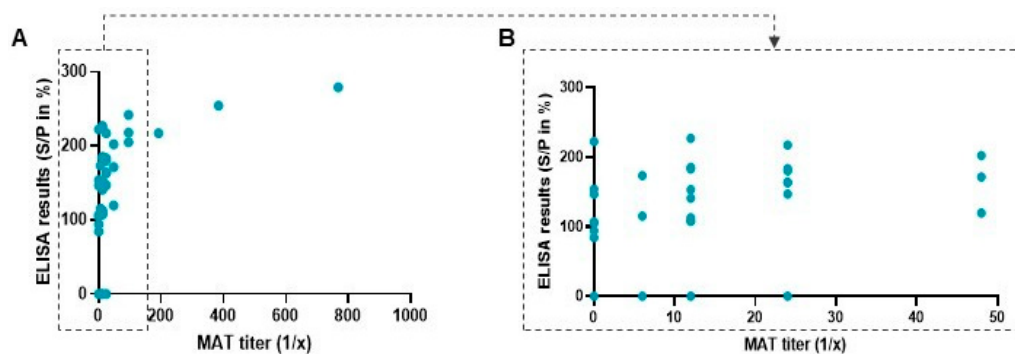 A
ELISA results (S/P in %)
300
200
100
0
0 200 400 600 800 1000
MAT titer (1/x)
B
ELISA results (S/P in %)
300
200
100
0
0 10 20 30 40 50
MAT titer (1/x)